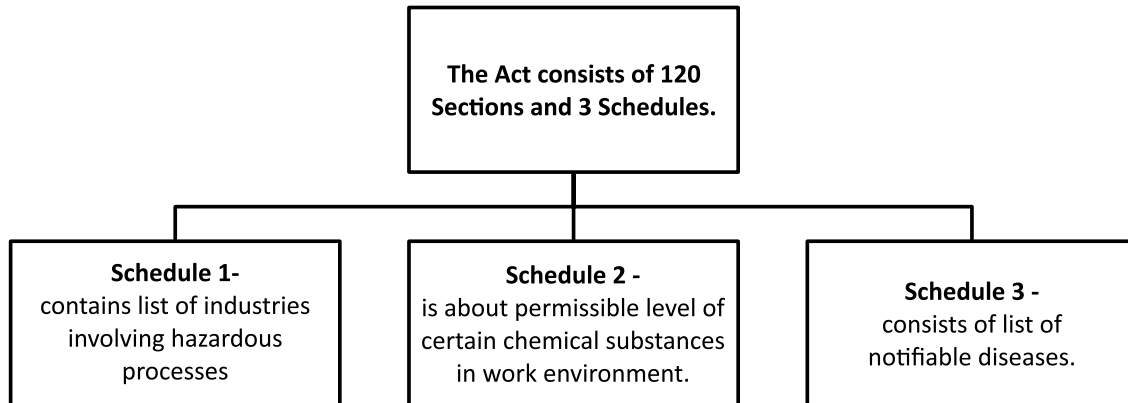 The Act consists of 120
Sections and 3 Schedules.
Schedule 1-
contains list of industries
involving hazardous
processes
Schedule 2 -
is about permissible level of
certain chemical substances
in work environment.
Schedule 3 -
consists of list of
notifiable diseases.